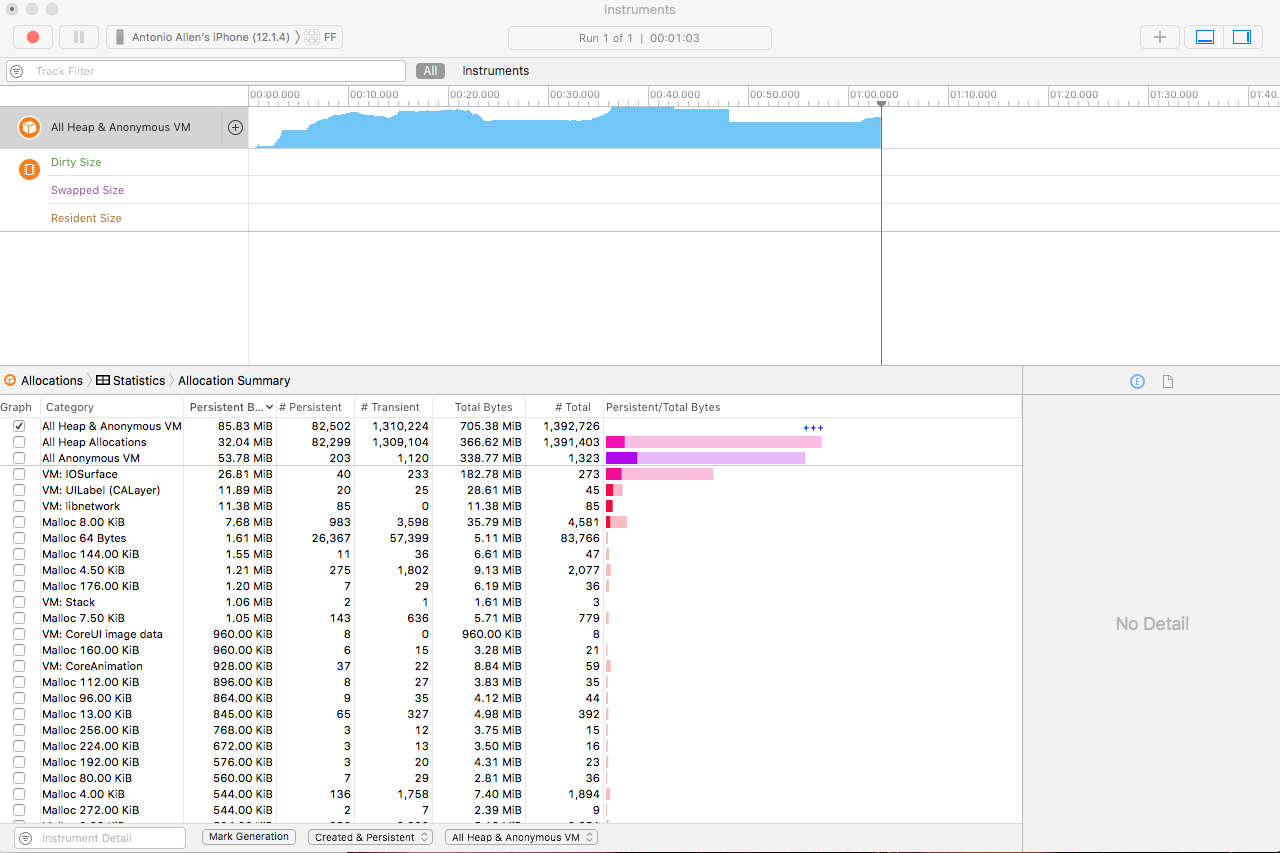 Instruments
Antonio Allen's iPhone (12.1.4) FF
Run 1 of 1 | 00:01:03
Track Filter
All Instruments
00:00.000 00:10.000 00:20.000 00:30.000 00:40.000 00:50.000 01:00.000 01:10.000 01:20.000 01:30.000 01:40.
All Heap & Anonymous VM
Dirty Size
Swapped Size
Resident Size
Allocations Statistics Allocation Summary
Graph Category Persistent B... # Persistent # Transient Total Bytes # Total Persistent/Total Bytes
All Heap & Anonymous VM 85.83 MiB 82,502 1,310,224 705.38 MiB 1,392,726 +++
All Heap Allocations 32.04 MiB 82,299 1,309,104 366.62 MiB 1,391,403
All Anonymous VM 53.78 MiB 203 1,120 338.77 MiB 1,323
VM: IOSurface 26.81 MiB 40 233 182.78 MiB 273
VM: UILabel (CALayer) 11.89 MiB 20 25 28.61 MiB 45
VM: libnetwork 11.38 MiB 85 0 11.38 MiB 85
Malloc 8.00 KiB 7.68 MiB 983 3,598 35.79 MiB 4,581
Malloc 64 Bytes 1.61 MiB 26,367 57,399 5.11 MiB 83,766
Malloc 144.00 KiB 1.55 MiB 11 36 6.61 MiB 47
Malloc 4.50 KiB 1.21 MiB 275 1,802 9.13 MiB 2,077
Malloc 176.00 KiB 1.20 MiB 7 29 6.19 MiB 36
VM: Stack 1.06 MiB 2 1 1.61 MiB 3
Malloc 7.50 KiB 1.05 MiB 143 636 5.71 MiB 779
VM: CoreUI image data 960.00 KiB 8 0 960.00 KiB 8
Malloc 160.00 KiB 960.00 KiB 6 15 3.28 MiB 21
VM: CoreAnimation 928.00 KiB 37 22 8.84 MiB 59
Malloc 112.00 KiB 896.00 KiB 8 27 3.83 MiB 35
Malloc 96.00 KiB 864.00 KiB 9 35 4.12 MiB 44
Malloc 13.00 KiB 845.00 KiB 65 327 4.98 MiB 392
Malloc 256.00 KiB 768.00 KiB 3 12 3.75 MiB 15
Malloc 224.00 KiB 672.00 KiB 3 13 3.50 MiB 16
Malloc 192.00 KiB 576.00 KiB 3 20 4.31 MiB 23
Malloc 80.00 KiB 560.00 KiB 7 29 2.81 MiB 36
Malloc 4.00 KiB 544.00 KiB 136 1,758 7.40 MiB 1,894
Malloc 272.00 KiB 544.00 KiB 2 7 2.39 MiB 9
No Detail
Instrument Detail Mark Generation Created & Persistent All Heap & Anonymous VM